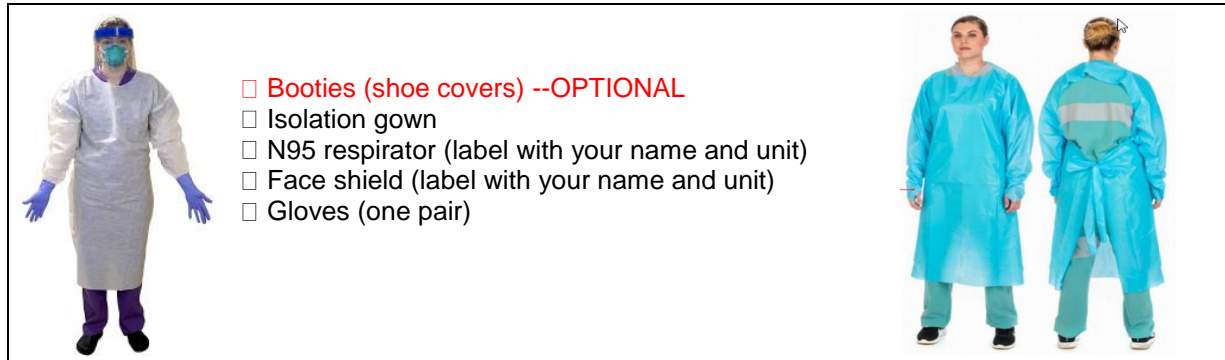 □ Booties (shoe covers) --OPTIONAL
□ Isolation gown
□ N95 respirator (label with your name and unit)
□ Face shield (label with your name and unit)
□ Gloves (one pair)